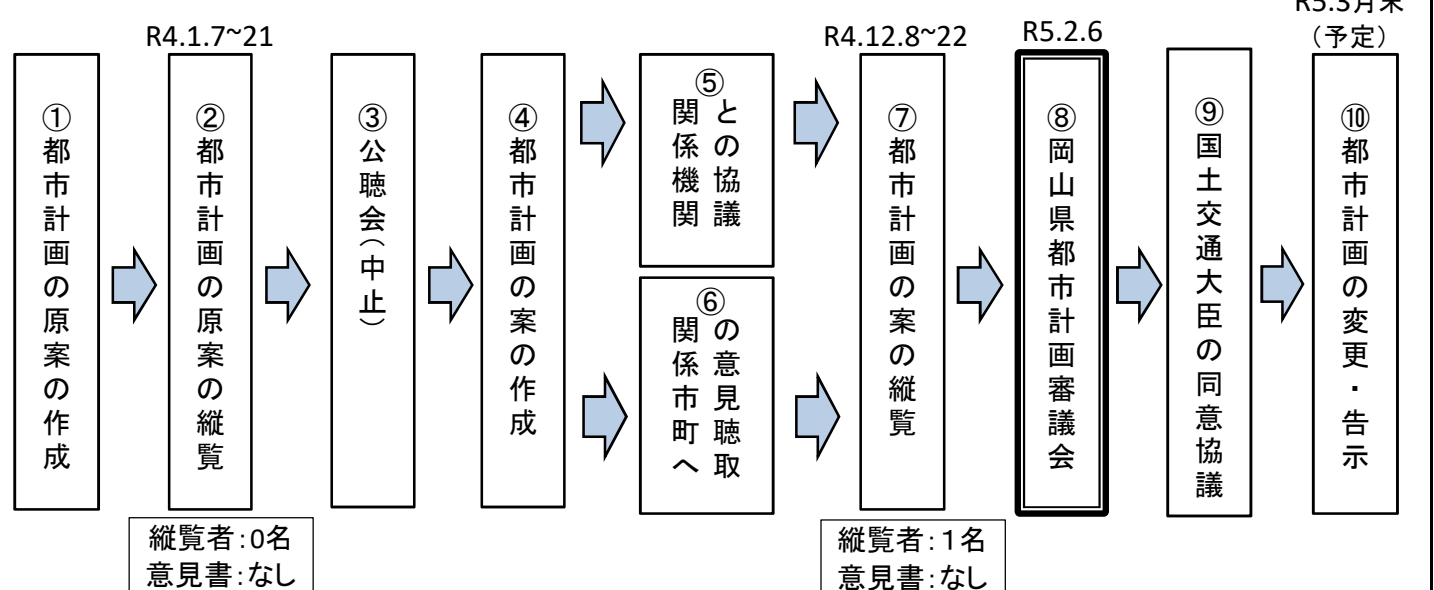 R4.1.7~21
R4.12.8~22
R5.2.6
R5.3月末
(予定)
①都市計画の原案の作成
②都市計画の原案の縦覧
③公聴会(中止)
④都市計画の案の作成
⑤関係機関
との協議
⑥関係市町へ
の意見聴取
⑦都市計画の案の縦覧
⑧岡山県都市計画審議会
⑨国土交通大臣の同意協議
⑩都市計画の変更・告示
縦覧者:0名
意見書:なし
縦覧者:1名
意見書:なし